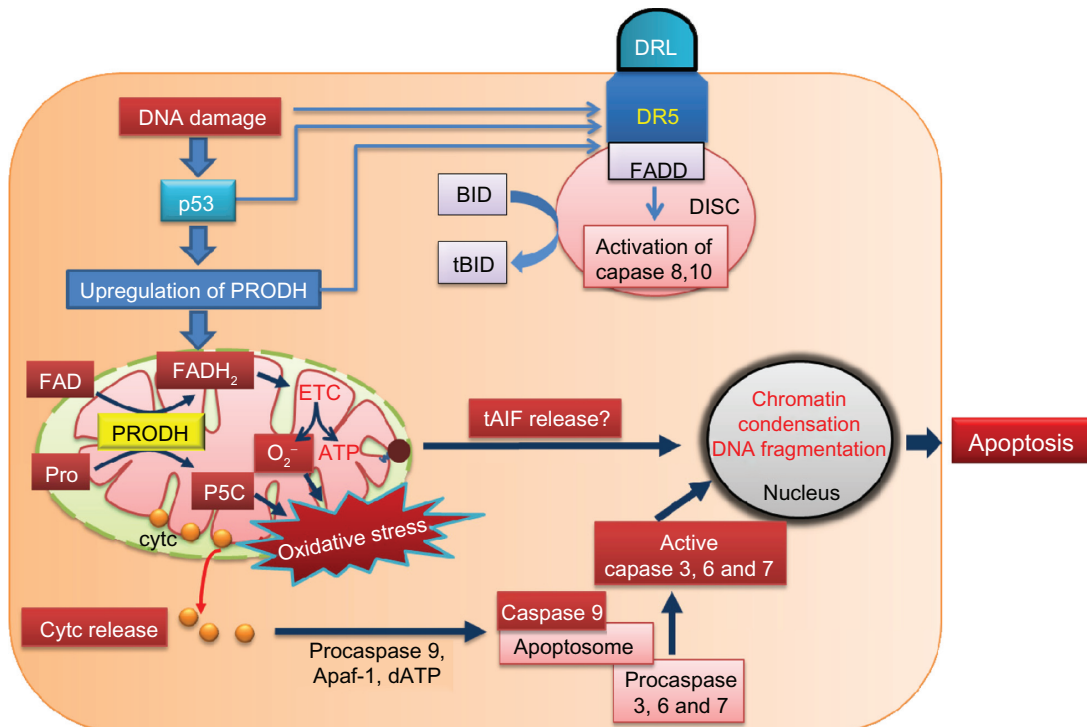 DRL
DNA damage
DR5
FADD
p53
BID
DISC
tBID
Activation of
capase 8,10
Upregulation of PRODH
FAD
FADH₂
ETC
PRODH
O₂⁻
ATP
Pro
P5C
cytc
Oxidative stress
tAIF release?
Chromatin
condensation
DNA fragmentation
Nucleus
Apoptosis
Active
capase 3, 6 and 7
Cytc release
Procaspase 9,
Apaf-1, dATP
Caspase 9
Apoptosome
Procaspase
3, 6 and 7